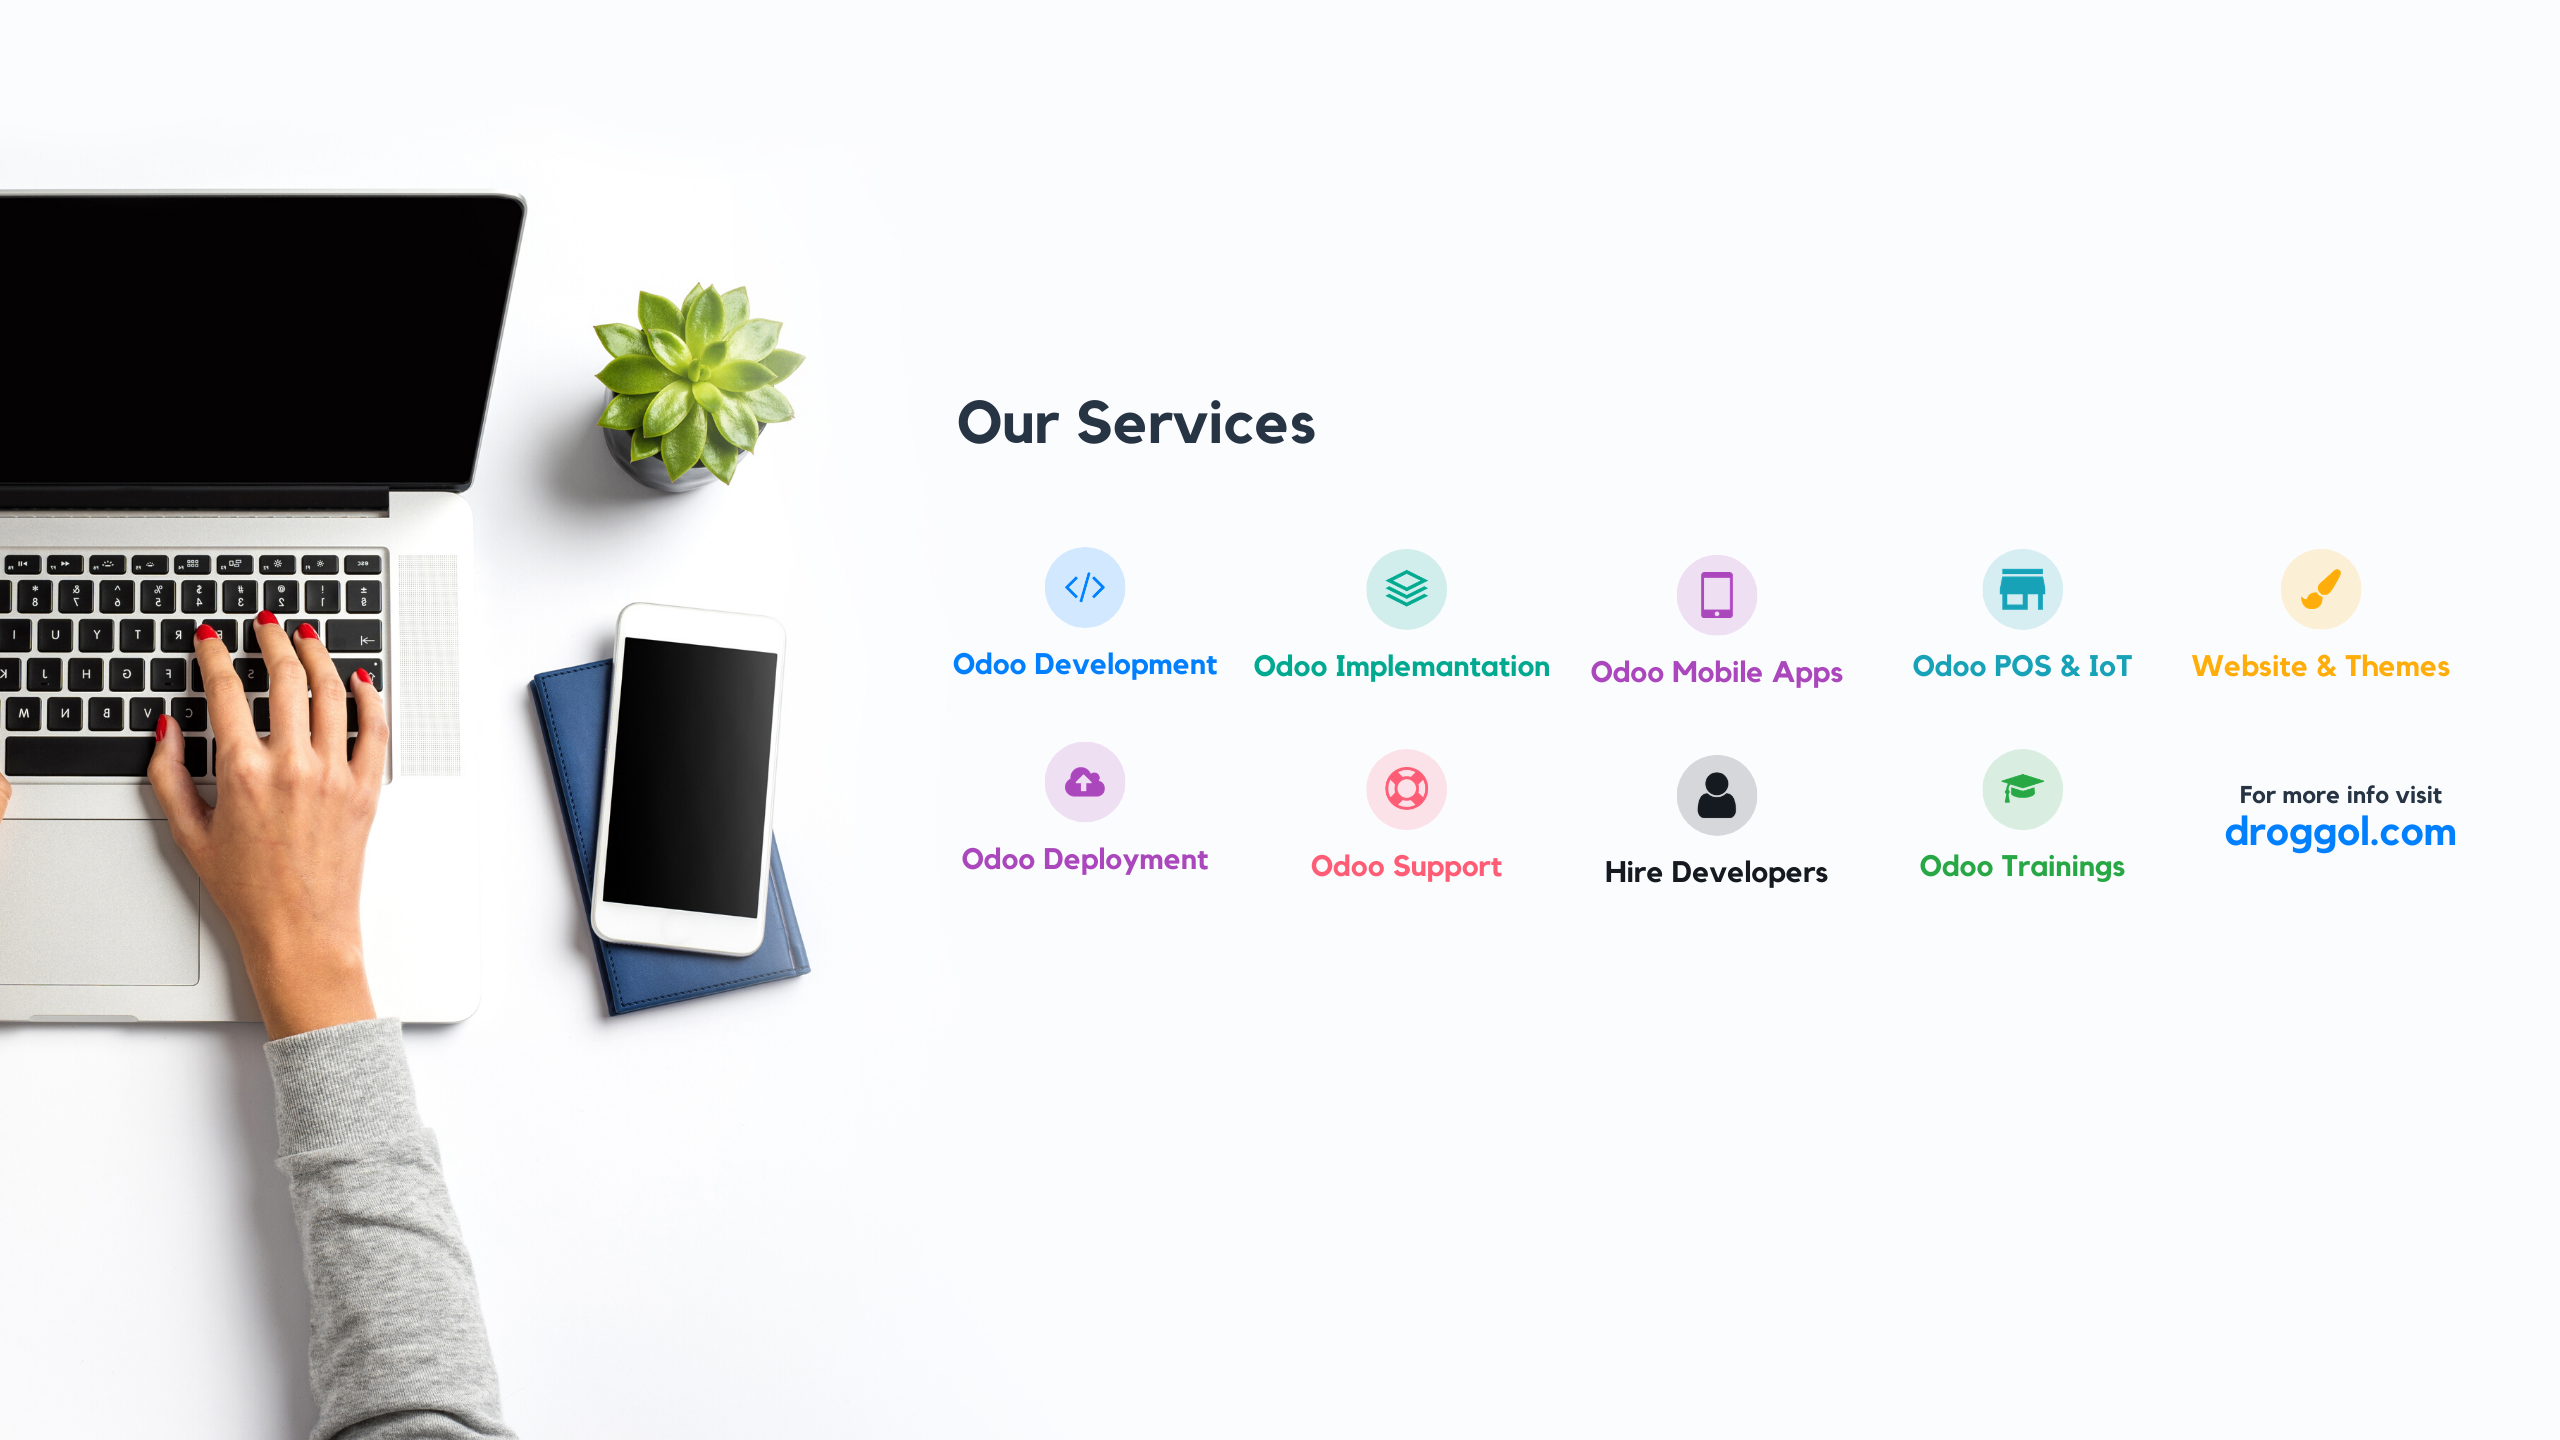 Our Services
Odoo Development
Odoo Implemantation
Odoo Mobile Apps
Odoo POS & IoT
Website & Themes
Odoo Deployment
Odoo Support
Hire Developers
Odoo Trainings
For more info visit
droggol.com